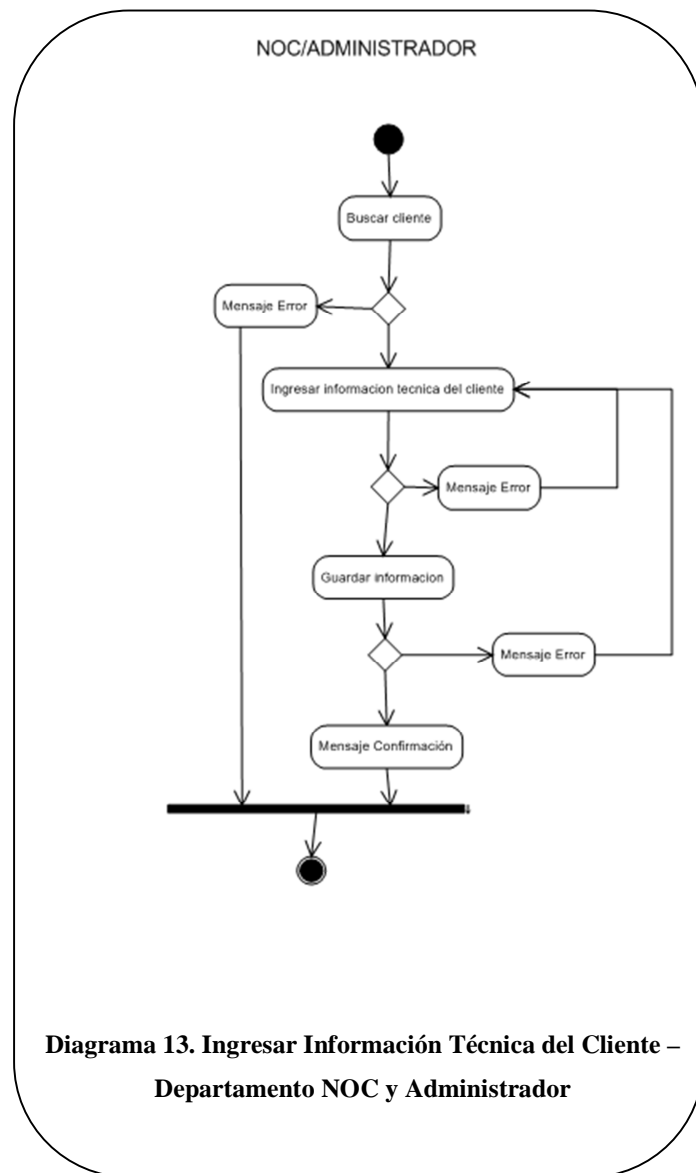 NOC/ADMINISTRADOR
Buscar cliente
Mensaje Error
Ingresar informacion tecnica del cliente
Mensaje Error
Guardar informacion
Mensaje Error
Mensaje Confirmación
Diagrama 13. Ingresar Información Técnica del Cliente –
Departamento NOC y Administrador